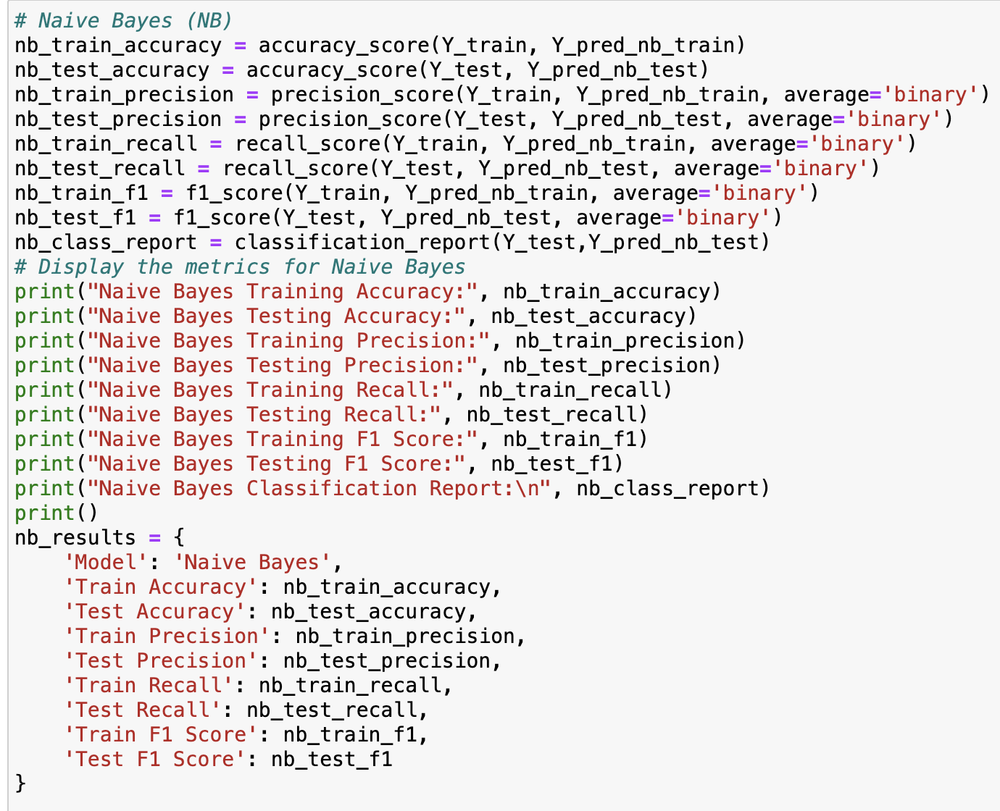 # Naive Bayes (NB)
nb_train_accuracy = accuracy_score(Y_train, Y_pred_nb_train)
nb_test_accuracy = accuracy_score(Y_test, Y_pred_nb_test)
nb_train_precision = precision_score(Y_train, Y_pred_nb_train, average='binary')
nb_test_precision = precision_score(Y_test, Y_pred_nb_test, average='binary')
nb_train_recall = recall_score(Y_train, Y_pred_nb_train, average='binary')
nb_test_recall = recall_score(Y_test, Y_pred_nb_test, average='binary')
nb_train_f1 = f1_score(Y_train, Y_pred_nb_train, average='binary')
nb_test_f1 = f1_score(Y_test, Y_pred_nb_test, average='binary')
nb_class_report = classification_report(Y_test,Y_pred_nb_test)
# Display the metrics for Naive Bayes
print("Naive Bayes Training Accuracy:", nb_train_accuracy)
print("Naive Bayes Testing Accuracy:", nb_test_accuracy)
print("Naive Bayes Training Precision:", nb_train_precision)
print("Naive Bayes Testing Precision:", nb_test_precision)
print("Naive Bayes Training Recall:", nb_train_recall)
print("Naive Bayes Testing Recall:", nb_test_recall)
print("Naive Bayes Training F1 Score:", nb_train_f1)
print("Naive Bayes Testing F1 Score:", nb_test_f1)
print("Naive Bayes Classification Report:\n", nb_class_report)
print()
nb_results = {
    'Model': 'Naive Bayes',
    'Train Accuracy': nb_train_accuracy,
    'Test Accuracy': nb_test_accuracy,
    'Train Precision': nb_train_precision,
    'Test Precision': nb_test_precision,
    'Train Recall': nb_train_recall,
    'Test Recall': nb_test_recall,
    'Train F1 Score': nb_train_f1,
    'Test F1 Score': nb_test_f1
}